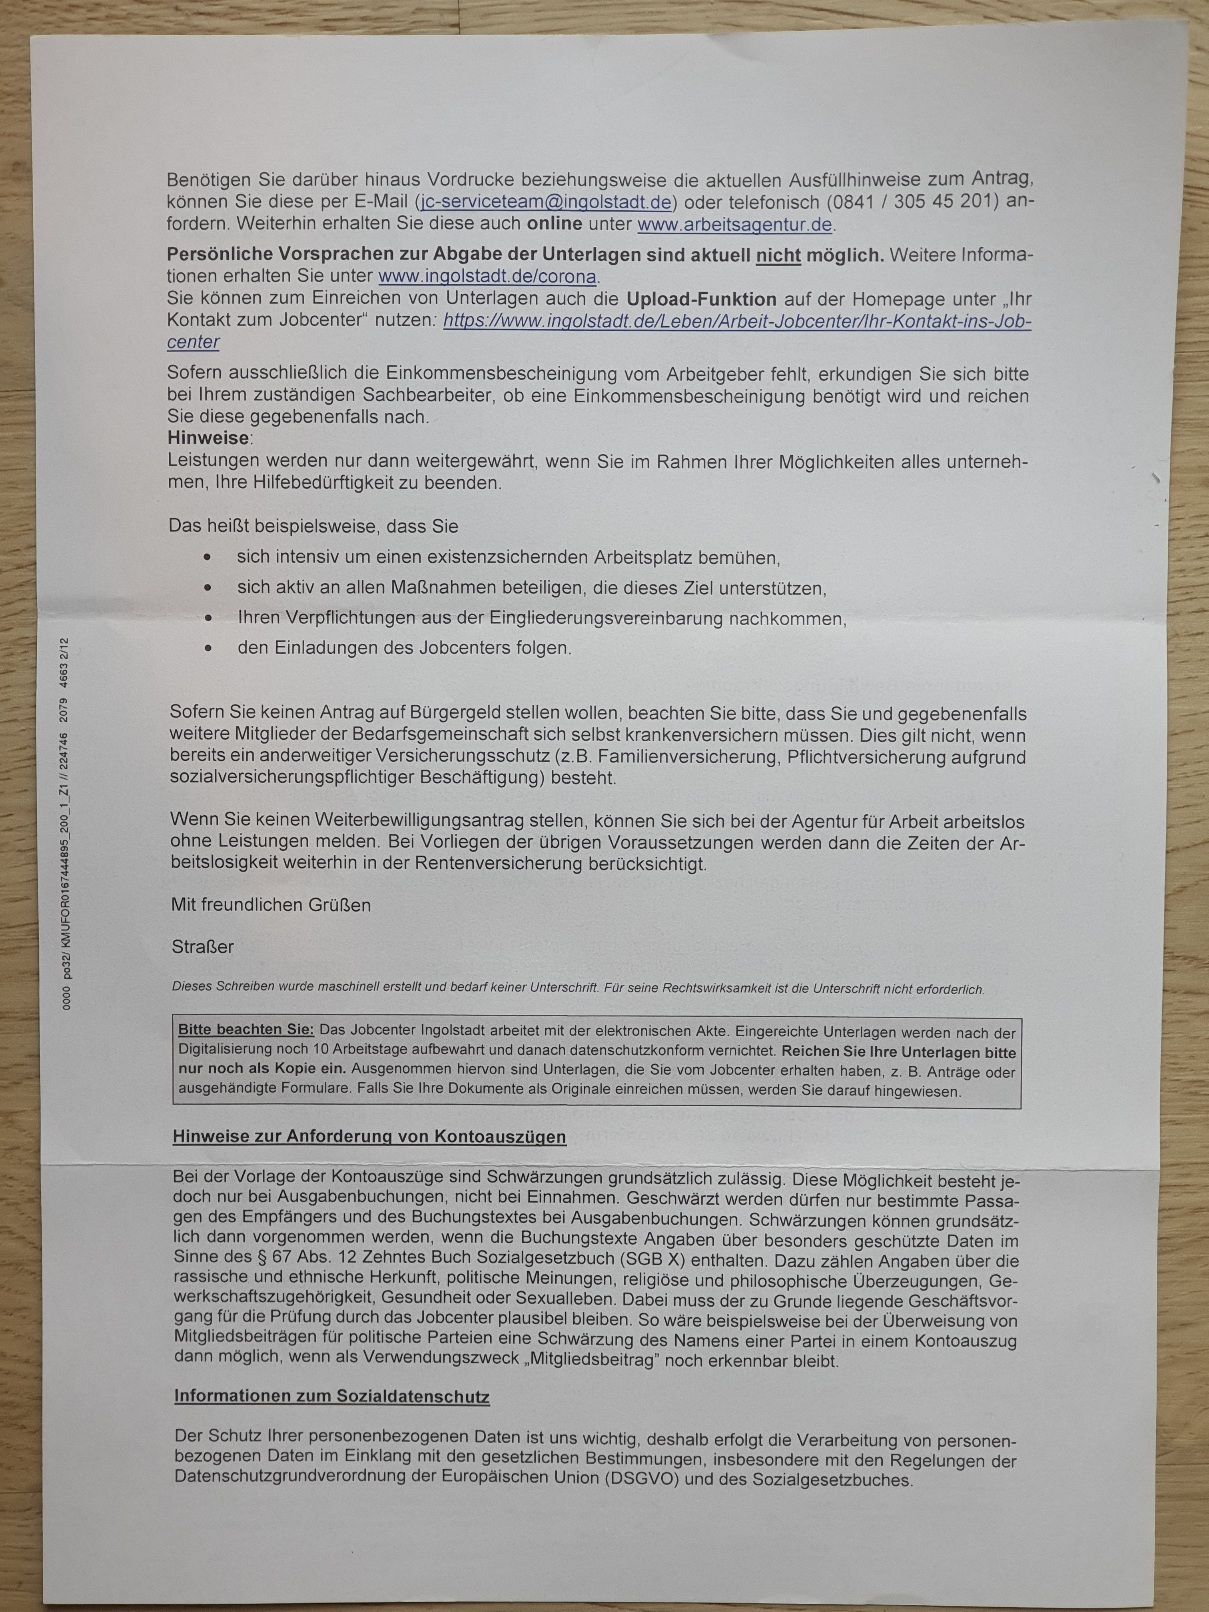 Benötigen Sie darüber hinaus Vordrucke beziehungsweise die aktuellen Ausfüllhinweise zum Antrag,
können Sie diese per E-Mail (jc-serviceteam@ingolstadt.de) oder telefonisch (0841 / 305 45 201) an-
fordern. Weiterhin erhalten Sie diese auch online unter www.arbeitsagentur.de.
Persönliche Vorsprachen zur Abgabe der Unterlagen sind aktuell nicht möglich. Weitere Informa-
tionen erhalten Sie unter www.ingolstadt.de/corona.
Sie können zum Einreichen von Unterlagen auch die Upload-Funktion auf der Homepage unter „Ihr
Kontakt zum Jobcenter“ nutzen: https://www.ingolstadt.de/Leben/Arbeit-Jobcenter/Ihr-Kontakt-ins-Job-
center
Sofern ausschließlich die Einkommensbescheinigung vom Arbeitgeber fehlt, erkundigen Sie sich bitte
bei Ihrem zuständigen Sachbearbeiter, ob eine Einkommensbescheinigung benötigt wird und reichen
Sie diese gegebenenfalls nach.
Hinweise:
Leistungen werden nur dann weitergewährt, wenn Sie im Rahmen Ihrer Möglichkeiten alles unterneh-
men, Ihre Hilfebedürftigkeit zu beenden.
Das heißt beispielsweise, dass Sie
• sich intensiv um einen existenzsichernden Arbeitsplatz bemühen,
• sich aktiv an allen Maßnahmen beteiligen, die dieses Ziel unterstützen,
• Ihren Verpflichtungen aus der Eingliederungsvereinbarung nachkommen,
• den Einladungen des Jobcenters folgen.
0000 po32/ KMUFOR0167444895_200_1_Z1 // 224746 2079 4663 2/12
Sofern Sie keinen Antrag auf Bürgergeld stellen wollen, beachten Sie bitte, dass Sie und gegebenenfalls
weitere Mitglieder der Bedarfsgemeinschaft sich selbst krankenversichern müssen. Dies gilt nicht, wenn
bereits ein anderweitiger Versicherungsschutz (z.B. Familienversicherung, Pflichtversicherung aufgrund
sozialversicherungspflichtiger Beschäftigung) besteht.
Wenn Sie keinen Weiterbewilligungsantrag stellen, können Sie sich bei der Agentur für Arbeit arbeitslos
ohne Leistungen melden. Bei Vorliegen der übrigen Voraussetzungen werden dann die Zeiten der Ar-
beitslosigkeit weiterhin in der Rentenversicherung berücksichtigt.
Mit freundlichen Grüßen
Straßer
Dieses Schreiben wurde maschinell erstellt und bedarf keiner Unterschrift. Für seine Rechtswirksamkeit ist die Unterschrift nicht erforderlich.
Bitte beachten Sie: Das Jobcenter Ingolstadt arbeitet mit der elektronischen Akte. Eingereichte Unterlagen werden nach der
Digitalisierung noch 10 Arbeitstage aufbewahrt und danach datenschutzkonform vernichtet. Reichen Sie Ihre Unterlagen bitte
nur noch als Kopie ein. Ausgenommen hiervon sind Unterlagen, die Sie vom Jobcenter erhalten haben, z. B. Anträge oder
ausgehändigte Formulare. Falls Sie Ihre Dokumente als Originale einreichen müssen, werden Sie darauf hingewiesen.
Hinweise zur Anforderung von Kontoauszügen
Bei der Vorlage der Kontoauszüge sind Schwärzungen grundsätzlich zulässig. Diese Möglichkeit besteht je-
doch nur bei Ausgabenbuchungen, nicht bei Einnahmen. Geschwärzt werden dürfen nur bestimmte Passa-
gen des Empfängers und des Buchungstextes bei Ausgabenbuchungen. Schwärzungen können grundsätz-
lich dann vorgenommen werden, wenn die Buchungstexte Angaben über besonders geschützte Daten im
Sinne des § 67 Abs. 12 Zehntes Buch Sozialgesetzbuch (SGB X) enthalten. Dazu zählen Angaben über die
rassische und ethnische Herkunft, politische Meinungen, religiöse und philosophische Überzeugungen, Ge-
werkschaftszugehörigkeit, Gesundheit oder Sexualleben. Dabei muss der zu Grunde liegende Geschäftsvor-
gang für die Prüfung durch das Jobcenter plausibel bleiben. So wäre beispielsweise bei der Überweisung von
Mitgliedsbeiträgen für politische Parteien eine Schwärzung des Namens einer Partei in einem Kontoauszug
dann möglich, wenn als Verwendungszweck „Mitgliedsbeitrag“ noch erkennbar bleibt.
Informationen zum Sozialdatenschutz
Der Schutz Ihrer personenbezogenen Daten ist uns wichtig, deshalb erfolgt die Verarbeitung von personen-
bezogenen Daten im Einklang mit den gesetzlichen Bestimmungen, insbesondere mit den Regelungen der
Datenschutzgrundverordnung der Europäischen Union (DSGVO) und des Sozialgesetzbuches.